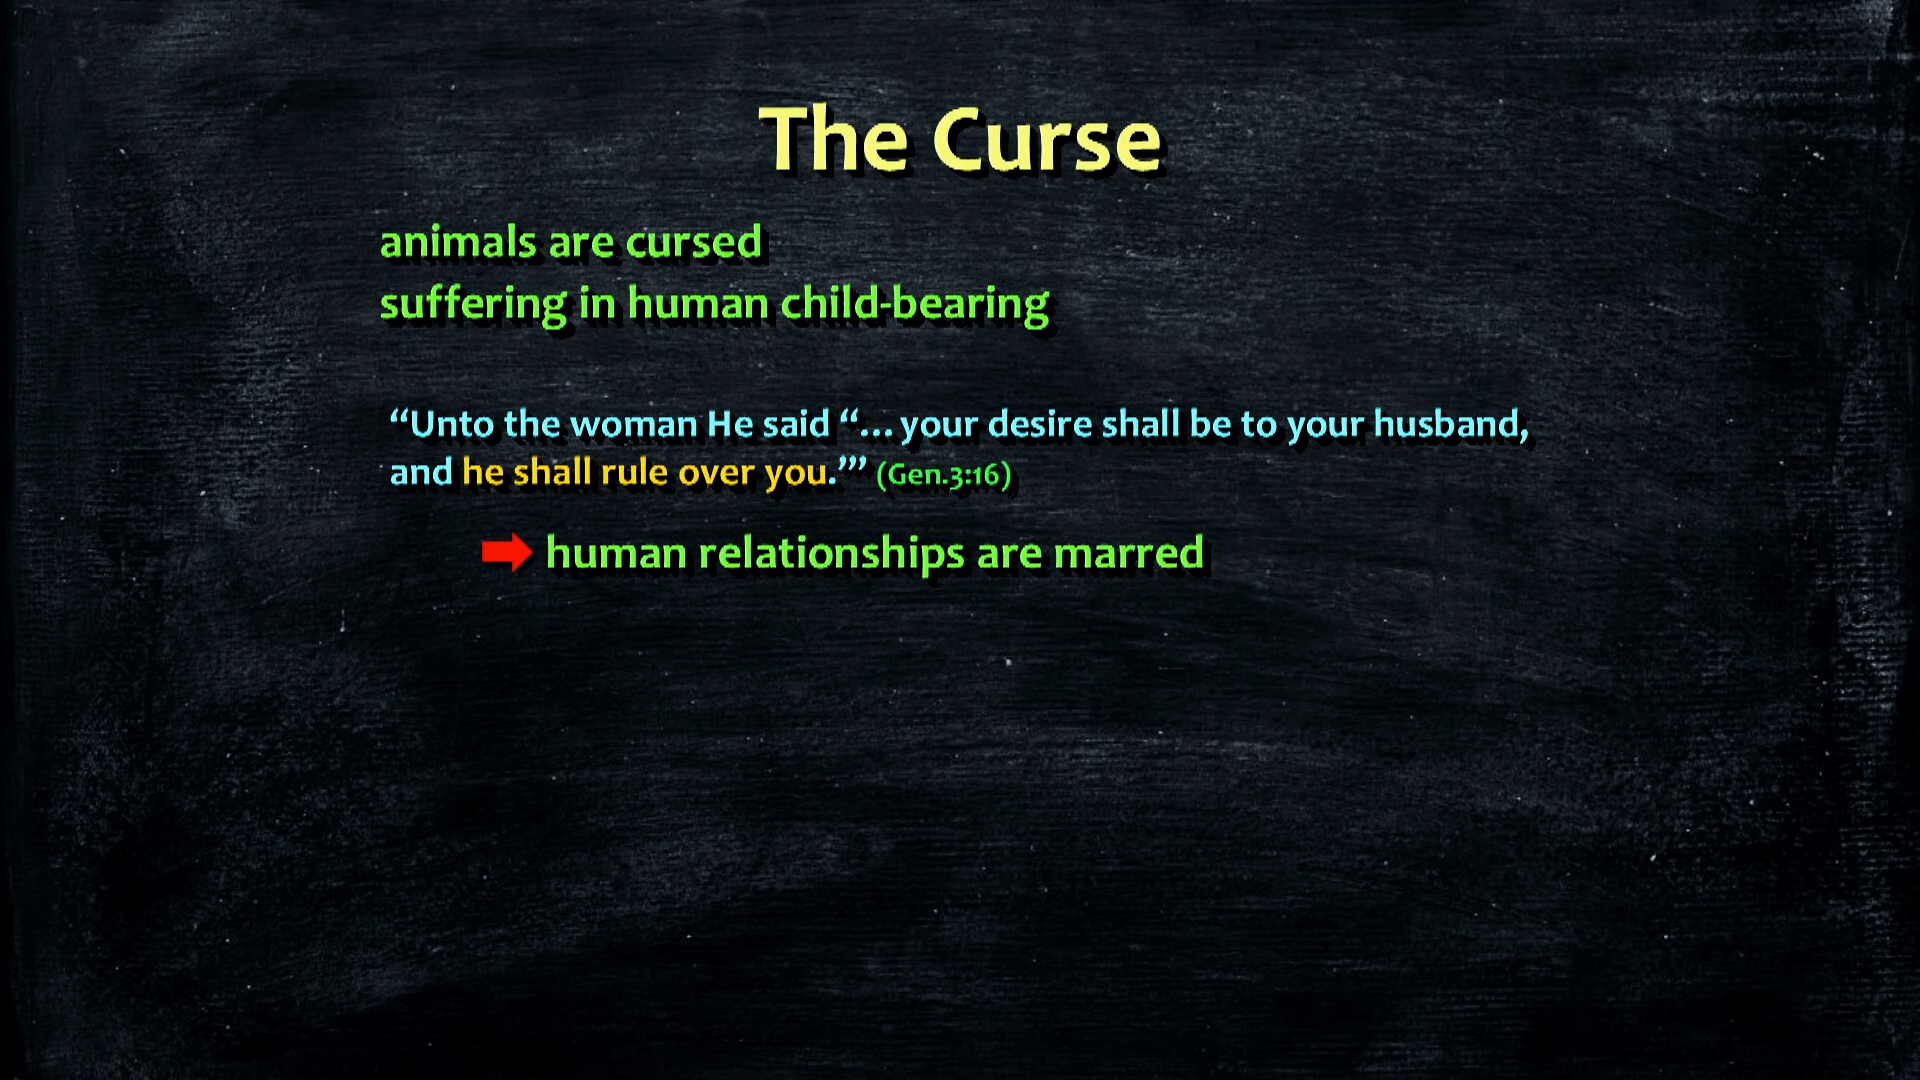 The Curse
animals are cursed
suffering in human child-bearing
“Unto the woman He said “… your desire shall be to your husband,
and he shall rule over you.”” (Gen.3:16)
human relationships are marred